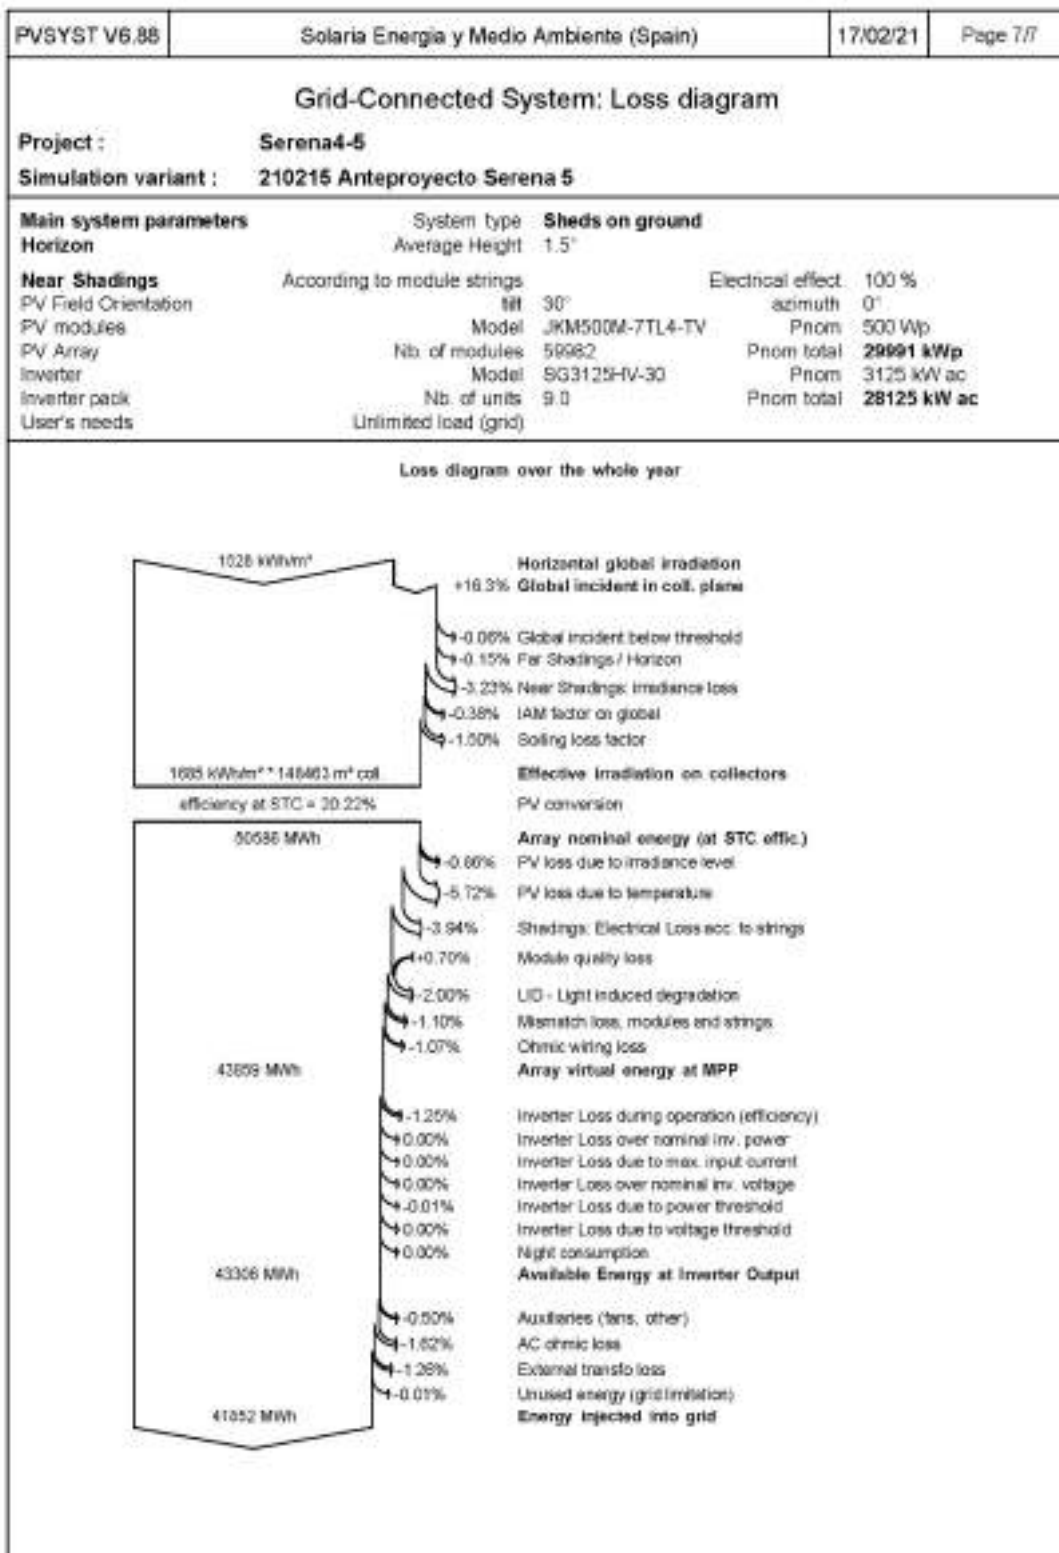 PVSYST V6.88 Solaria Energia y Medio Ambiente (Spain) 17/02/21 Page 7/7
Grid-Connected System: Loss diagram
Project : Serena4-5
Simulation variant : 210215 Anteproyecto Serena 5
Main system parameters System type Sheds on ground
Horizon Average Height 1.5°
Near Shadings According to module strings Electrical effect 100 %
PV Field Orientation tilt 30° azimuth 0°
PV modules Model JKM500M-7TL4-TV Pnom 500 Wp
PV Array Nb. of modules 59982 Pnom total 29991 kWp
Inverter Model SG3125HV-30 Pnom 3125 kW ac
Inverter pack Nb. of units 9.0 Pnom total 28125 kW ac
User's needs Unlimited load (grid)
Loss diagram over the whole year
1528 kWh/m² Horizontal global irradiation
+16.3% Global incident in coll. plane
-0.06% Global incident below threshold
-0.15% Far Shadings / Horizon
-3.23% Near Shadings: irradiance loss
-0.38% IAM factor on global
-1.50% Soiling loss factor
1685 kWh/m² * 148463 m² coll. Effective irradiation on collectors
efficiency at STC = 20.22% PV conversion
50586 MWh Array nominal energy (at STC effic.)
-0.86% PV loss due to irradiance level
-5.72% PV loss due to temperature
-3.94% Shadings: Electrical Loss acc. to strings
+0.70% Module quality loss
-2.00% LID - Light induced degradation
-1.10% Mismatch loss, modules and strings
-1.07% Ohmic wiring loss
43859 MWh Array virtual energy at MPP
-1.25% Inverter Loss during operation (efficiency)
0.00% Inverter Loss over nominal inv. power
0.00% Inverter Loss due to max. input current
0.00% Inverter Loss over nominal inv. voltage
-0.01% Inverter Loss due to power threshold
0.00% Inverter Loss due to voltage threshold
0.00% Night consumption
43306 MWh Available Energy at Inverter Output
-0.50% Auxiliaries (fans, other)
-1.62% AC ohmic loss
-1.26% External transfo loss
-0.01% Unused energy (grid limitation)
41852 MWh Energy injected into grid